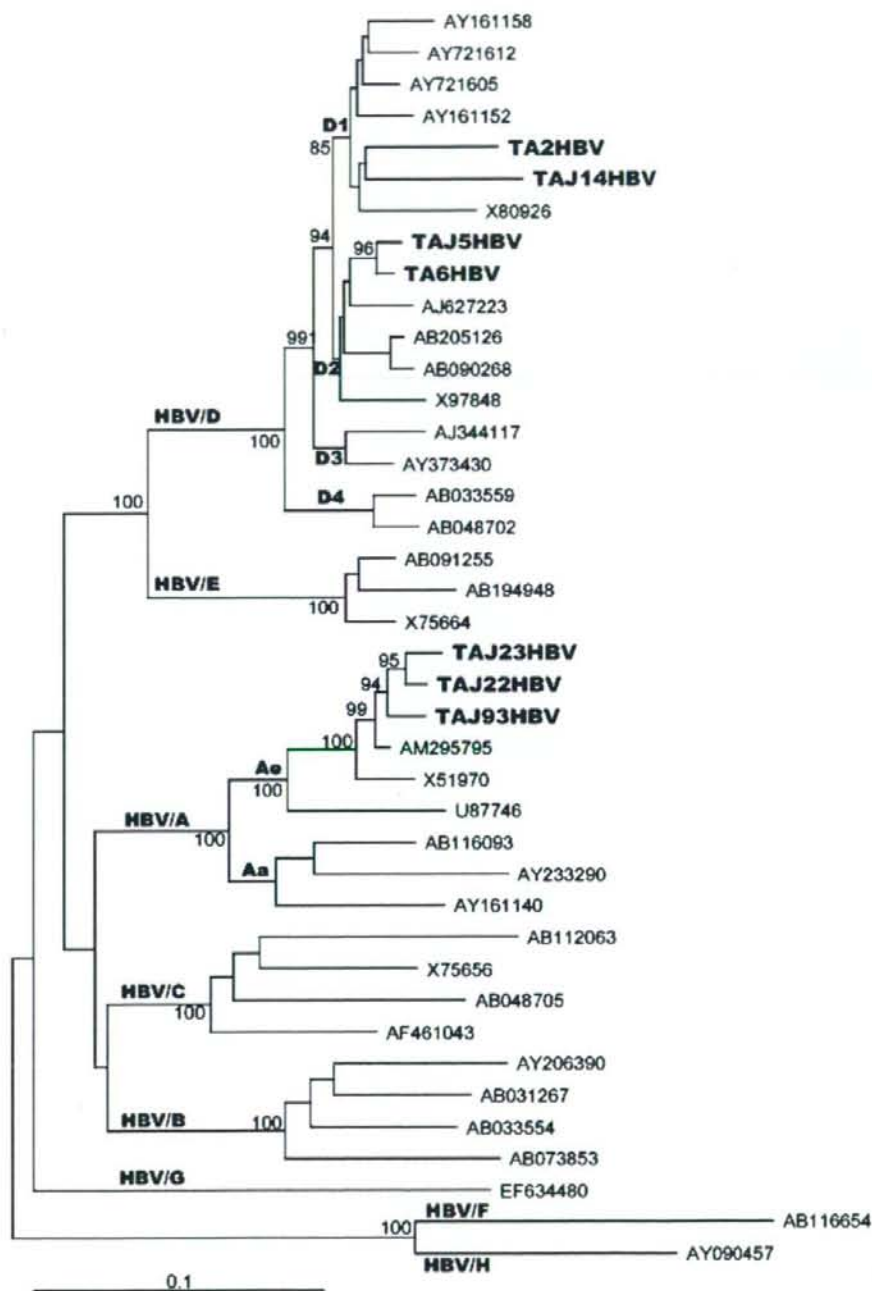 AY161158
AY721612
AY721605
AY161152
D1
85
TA2HBV
TAJ14HBV
X80926
94
TAJ5HBV
96
TA6HBV
AJ627223
991
AB205126
D2
AB090268
X97848
HBV/D
100
AJ344117
D3
AY373430
D4
AB033559
100
AB048702
AB091255
HBV/E
AB194948
100
X75664
TAJ23HBV
95
TAJ22HBV
94
99
TAJ93HBV
100
AM295795
Ae
X51970
100
U87746
HBV/A
100
AB116093
Aa
AY233290
AY161140
AB112063
X75656
HBV/C
100
AB048705
AF461043
AY206390
AB031267
HBV/B
100
AB033554
AB073853
HBV/G
EF634480
HBV/F
100
AB116654
AY090457
HBV/H
0.1